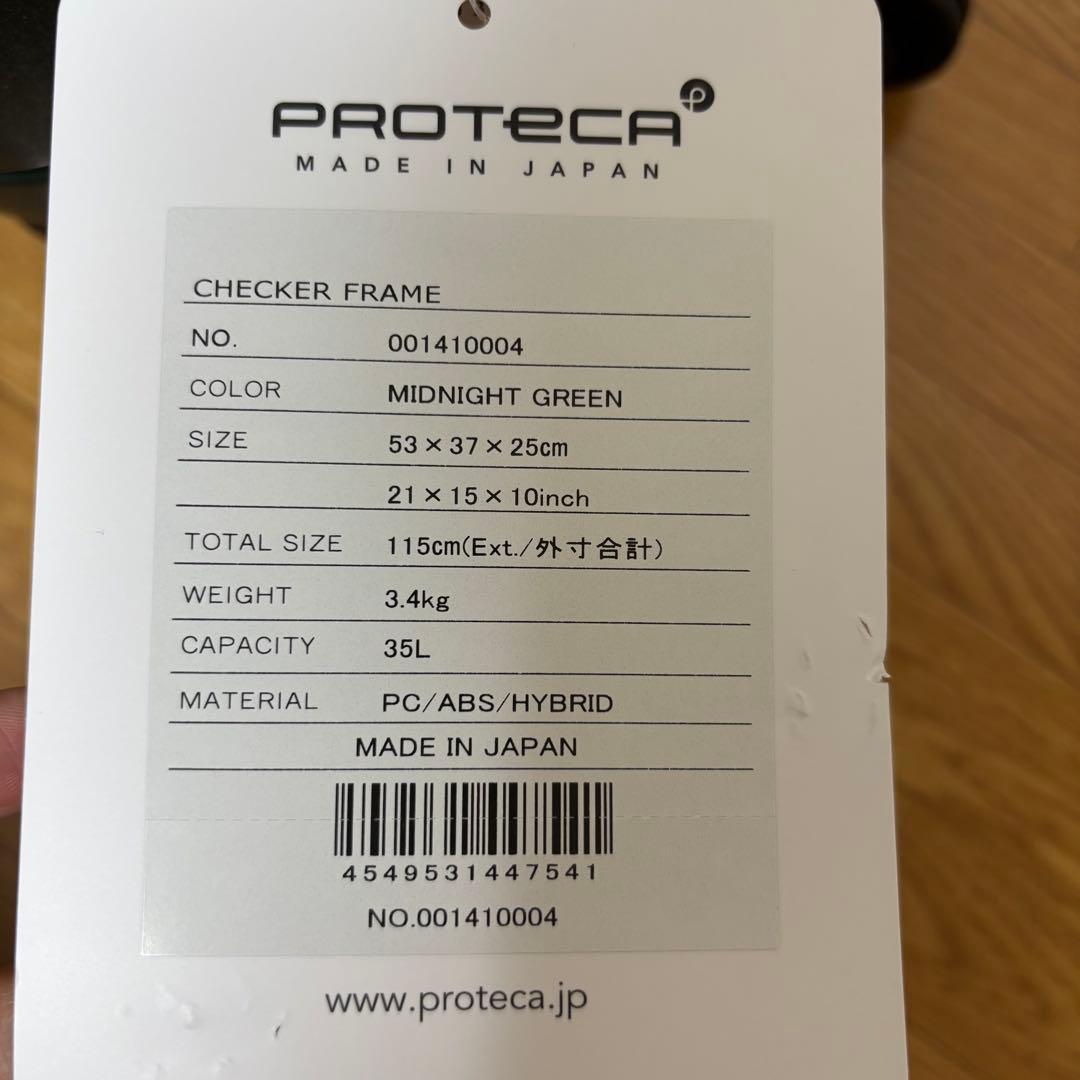 PROTECA
MADE IN JAPAN
CHECKER FRAME
NO. 001410004
COLOR MIDNIGHT GREEN
SIZE 53×37×25cm
21×15×10inch
TOTAL SIZE 115cm(Ext./外寸合計)
WEIGHT 3.4kg
CAPACITY 35L
MATERIAL PC/ABS/HYBRID
MADE IN JAPAN
4549531447541
NO.001410004
www.proteca.jp